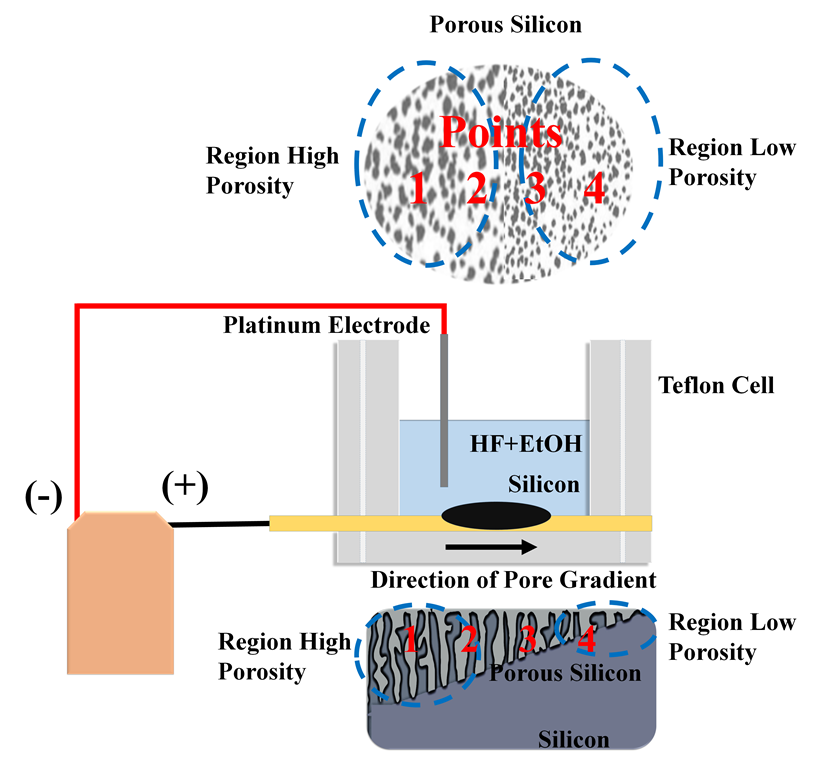 Porous Silicon
Points
Region High
Porosity
Region Low
Porosity
1 2 3 4
Platinum Electrode
Teflon Cell
HF+EtOH
Silicon
(-)
(+)
Direction of Pore Gradient
Region High
Porosity
1 2 3 4
Region Low
Porosity
Porous Silicon
Silicon